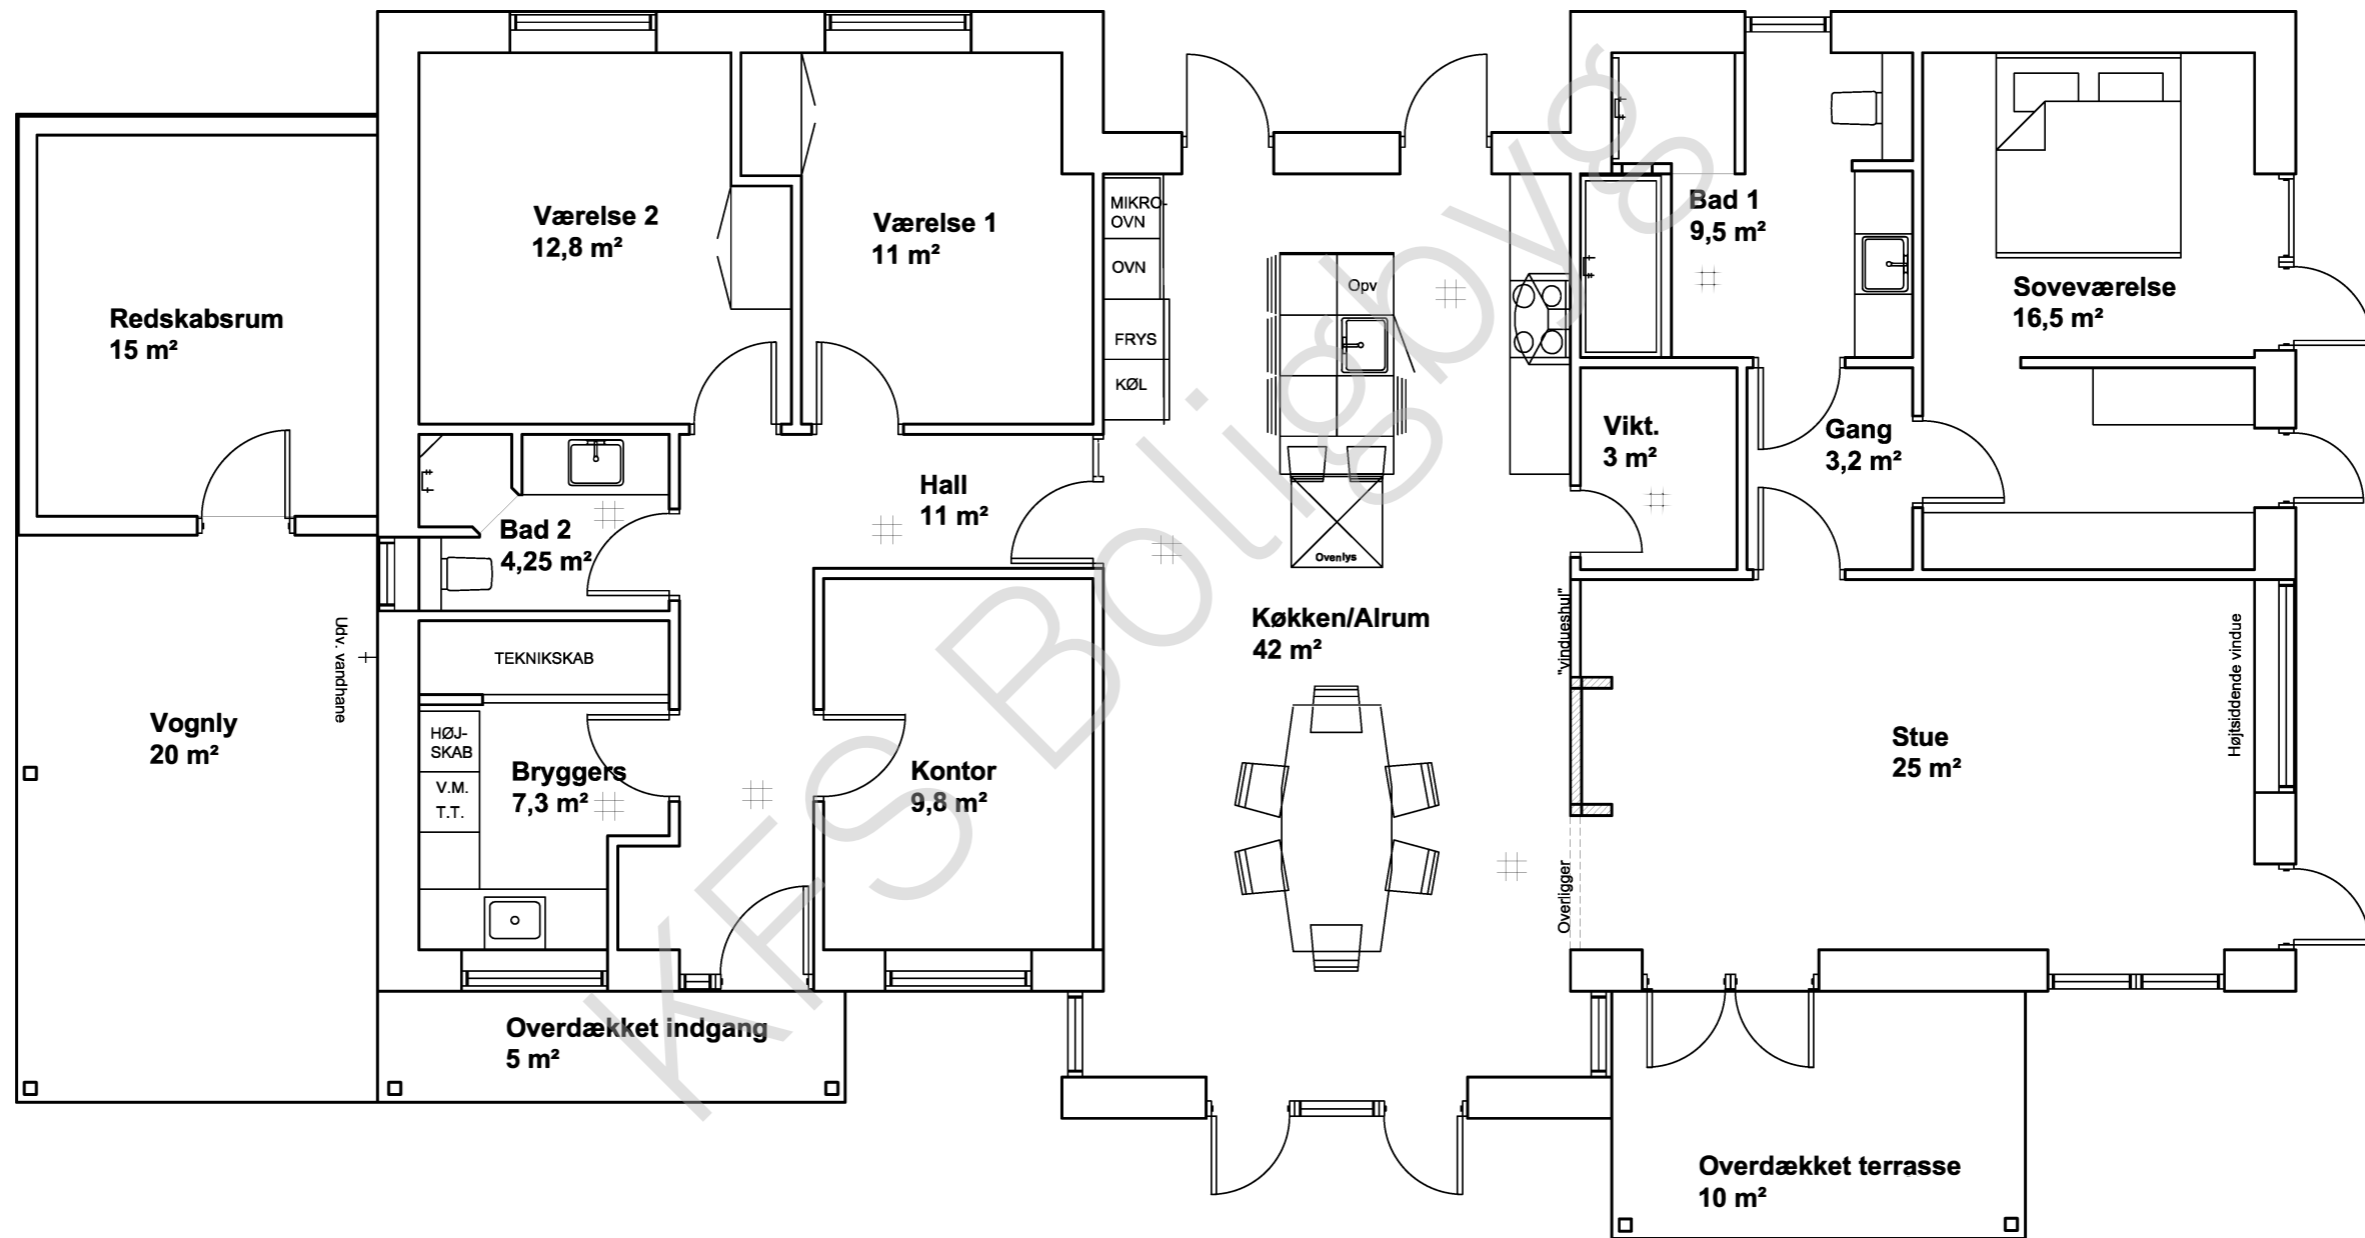 Værelse 2
12,8 m²
Værelse 1
11 m²
MIKRO-
OVN
OVN
FRYS
KØL
Opv
Ovenlys
Bad 1
9,5 m²
Soveværelse
16,5 m²
Redskabsrum
15 m²
Vikt.
3 m²
Gang
3,2 m²
Hall
11 m²
Bad 2
4,25 m²
Køkken/Alrum
42 m²
"vindueshul"
Højtsiddende vindue
Udv. vandhane
TEKNIKSKAB
Vognly
20 m²
HØJ-
SKAB
V.M.
T.T.
Bryggers
7,3 m²
Kontor
9,8 m²
Stue
25 m²
Overligger
Overdækket indgang
5 m²
Overdækket terrasse
10 m²
KFS Boligbyg